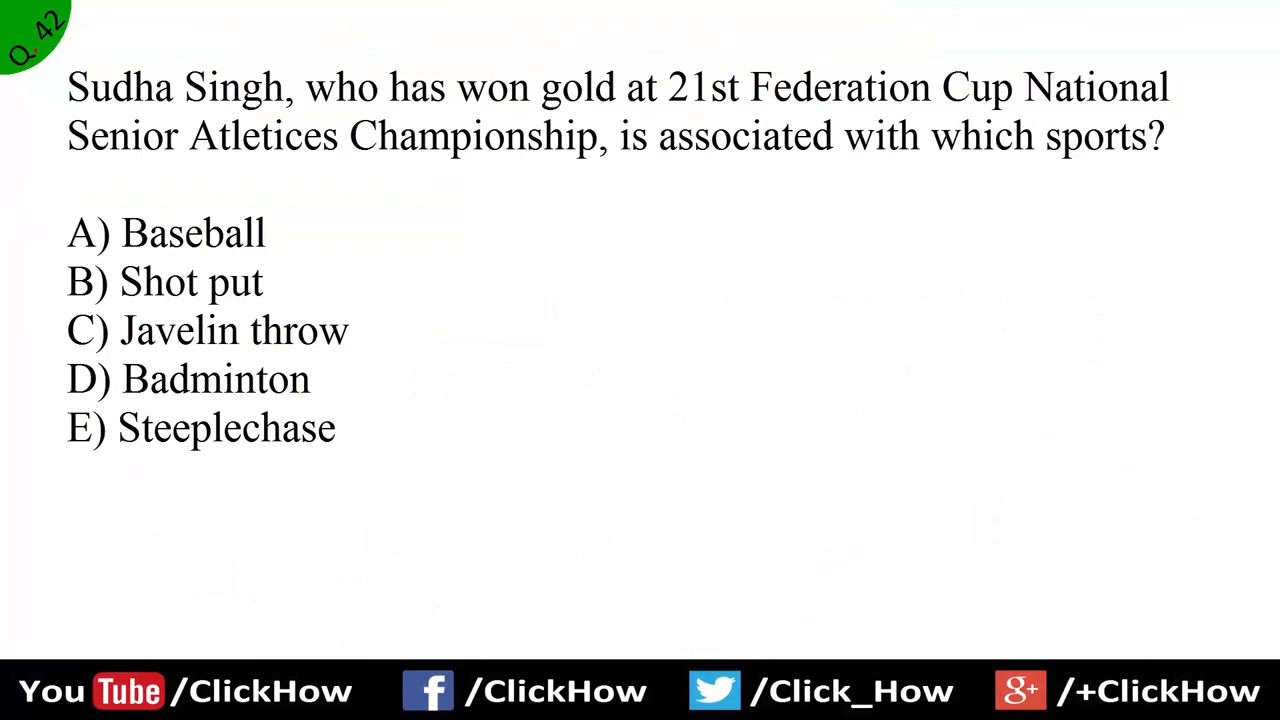 Q. 42
Sudha Singh, who has won gold at 21st Federation Cup National
Senior Atletices Championship, is associated with which sports?
A) Baseball
B) Shot put
C) Javelin throw
D) Badminton
E) Steeplechase
You Tube /ClickHow f /ClickHow /Click_How g+ /+ClickHow